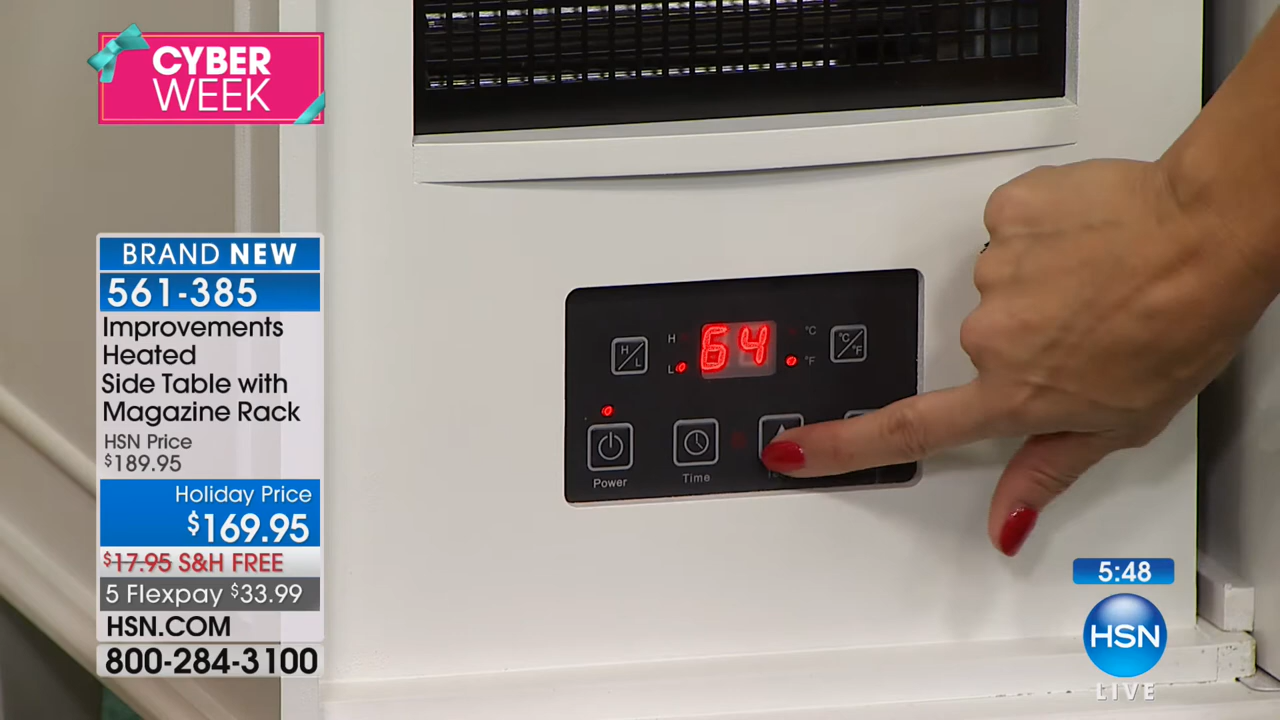 CYBER
WEEK
BRAND NEW
561-385
Improvements
Heated
Side Table with
Magazine Rack
HSN Price
$189.95
Holiday Price
$169.95
$17.95 S&H FREE
5 Flexpay $33.99
HSN.COM
800-284-3100
H/L
H
L
64
°C
°F
°C/°F
Power
Time
5:48
HSN
LIVE